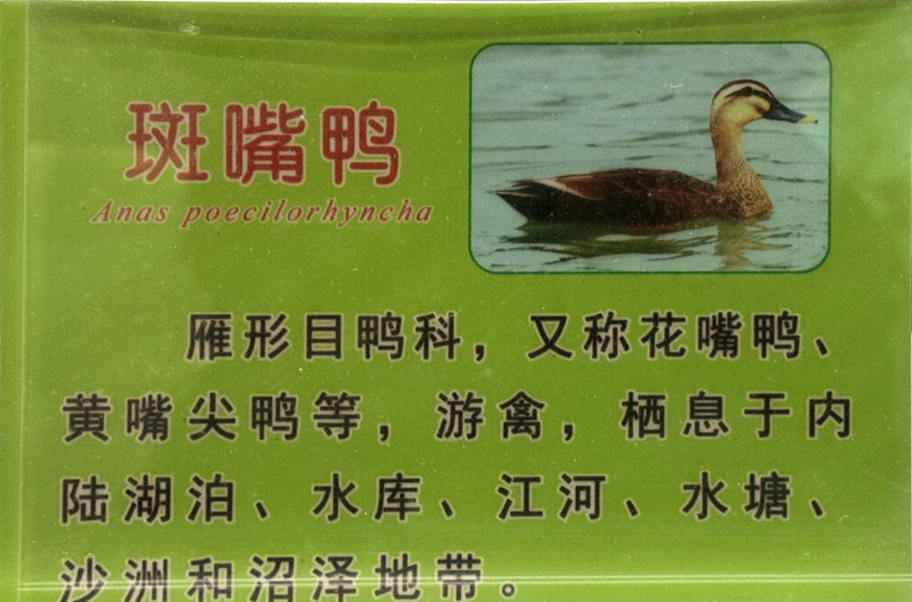 斑嘴鸭
Anas poecilorhyncha
雁形目鸭科，又称花嘴鸭、
黄嘴尖鸭等，游禽，栖息于内
陆湖泊、水库、江河、水塘、
沙洲和沼泽地带。